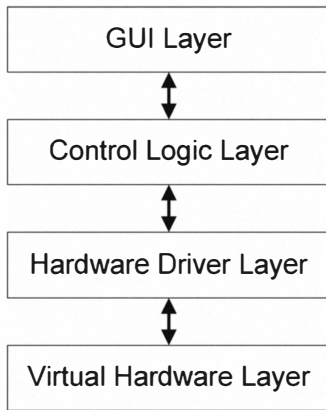 GUI Layer
Control Logic Layer
Hardware Driver Layer
Virtual Hardware Layer